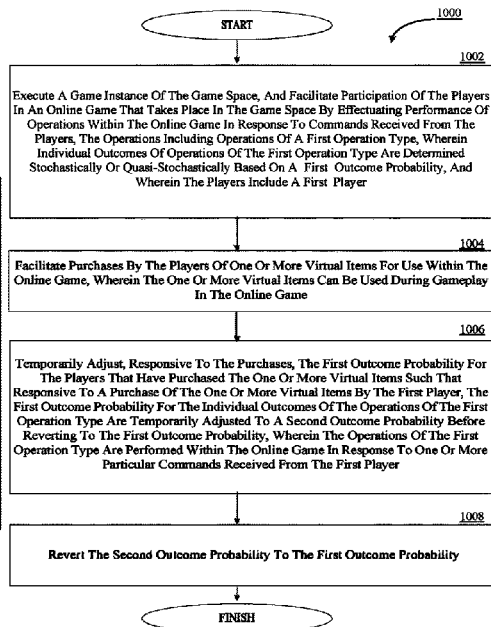 START
1000
1002
Execute A Game Instance Of The Game Space, And Facilitate Participation Of The Players
In An Online Game That Takes Place In The Game Space By Effectuating Performance Of
Operations Within The Online Game In Response To Commands Received From The
Players, The Operations Including Operations Of A First Operation Type, Wherein
Individual Outcomes Of Operations Of The First Operation Type Are Determined
Stochastically Or Quasi-Stochastically Based On A First Outcome Probability, And
Wherein The Players Include A First Player
1004
Facilitate Purchases By The Players Of One Or More Virtual Items For Use Within The
Online Game, Wherein The One Or More Virtual Items Can Be Used During Gameplay
In The Online Game
1006
Temporarily Adjust, Responsive To The Purchases, The First Outcome Probability For
The Players That Have Purchased The One Or More Virtual Items Such That
Responsive To A Purchase Of The One Or More Virtual Items By The First Player, The
First Outcome Probability For The Individual Outcomes Of The Operations Of The First
Operation Type Are Temporarily Adjusted To A Second Outcome Probability Before
Reverting To The First Outcome Probability, Wherein The Operations Of The First
Operation Type Are Performed Within The Online Game In Response To One Or More
Particular Commands Received From The First Player
1008
Revert The Second Outcome Probability To The First Outcome Probability
FINISH